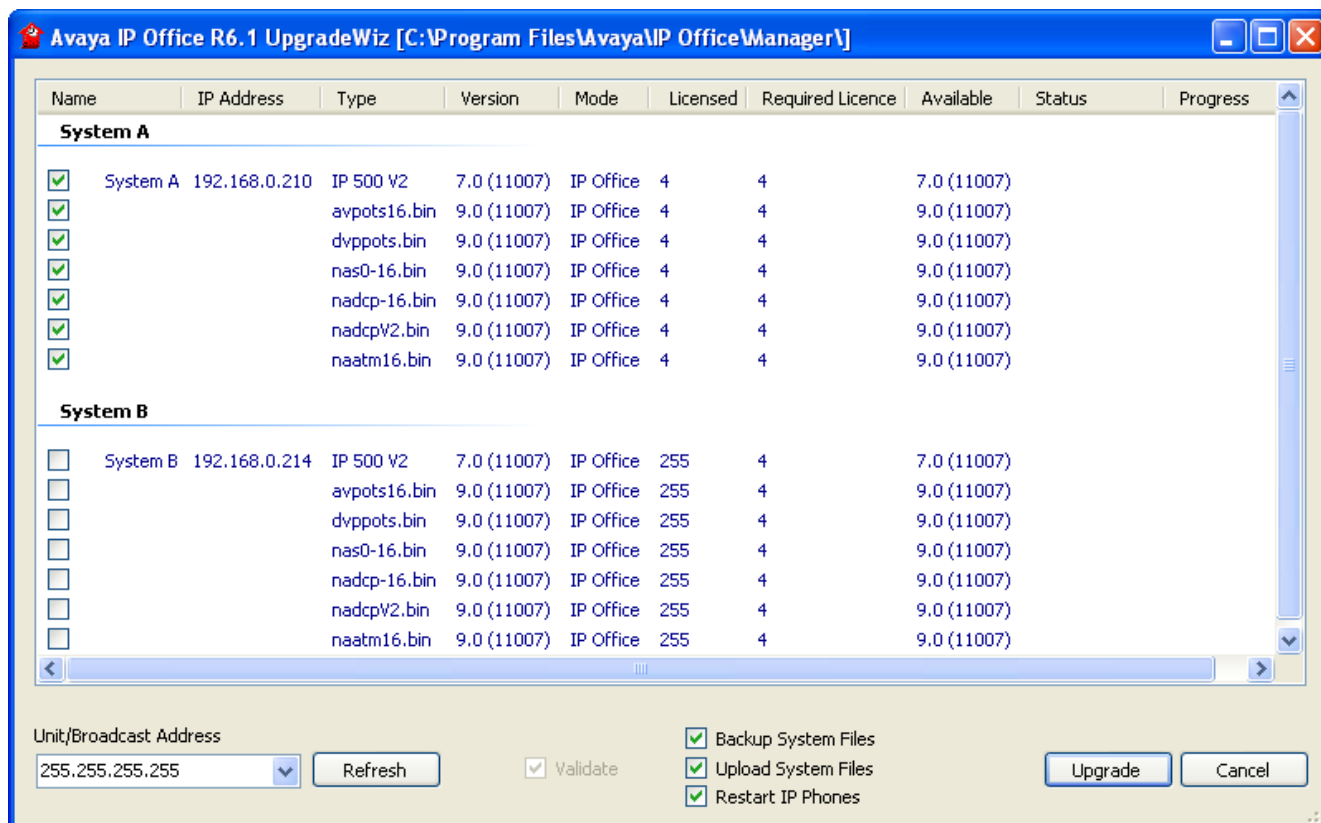 Avaya IP Office R6.1 UpgradeWiz [C:\Program Files\Avaya\IP Office\Manager\]
Name IP Address Type Version Mode Licensed Required Licence Available Status Progress
System A
System A 192.168.0.210 IP 500 V2 7.0 (11007) IP Office 4 4 7.0 (11007)
avpots16.bin 9.0 (11007) IP Office 4 4 9.0 (11007)
dvppots.bin 9.0 (11007) IP Office 4 4 9.0 (11007)
nas0-16.bin 9.0 (11007) IP Office 4 4 9.0 (11007)
nadcp-16.bin 9.0 (11007) IP Office 4 4 9.0 (11007)
nadcpV2.bin 9.0 (11007) IP Office 4 4 9.0 (11007)
naatm16.bin 9.0 (11007) IP Office 4 4 9.0 (11007)
System B
System B 192.168.0.214 IP 500 V2 7.0 (11007) IP Office 255 4 7.0 (11007)
avpots16.bin 9.0 (11007) IP Office 255 4 9.0 (11007)
dvppots.bin 9.0 (11007) IP Office 255 4 9.0 (11007)
nas0-16.bin 9.0 (11007) IP Office 255 4 9.0 (11007)
nadcp-16.bin 9.0 (11007) IP Office 255 4 9.0 (11007)
nadcpV2.bin 9.0 (11007) IP Office 255 4 9.0 (11007)
naatm16.bin 9.0 (11007) IP Office 255 4 9.0 (11007)
Unit/Broadcast Address
255.255.255.255 Refresh Validate
Backup System Files
Upload System Files
Restart IP Phones
Upgrade Cancel